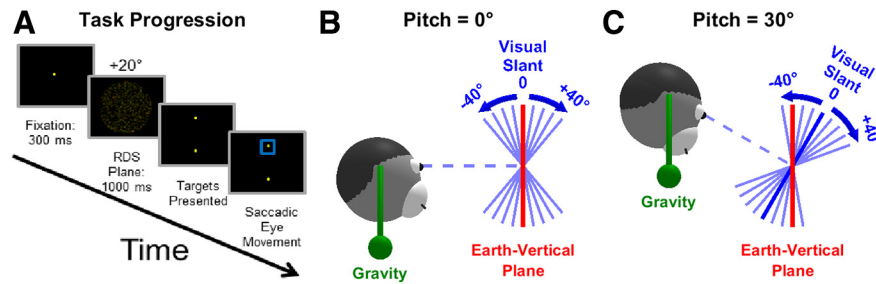 A
Task Progression
+20°
Fixation:
300 ms
RDS
Plane:
1000 ms
Targets
Presented
Saccadic
Eye
Movement
Time
B
Pitch = 0°
Visual
Slant
-40°
0
+40°
Gravity
Earth-Vertical
Plane
C
Pitch = 30°
Visual
Slant
-40°
0
+40
Gravity
Earth-Vertical
Plane